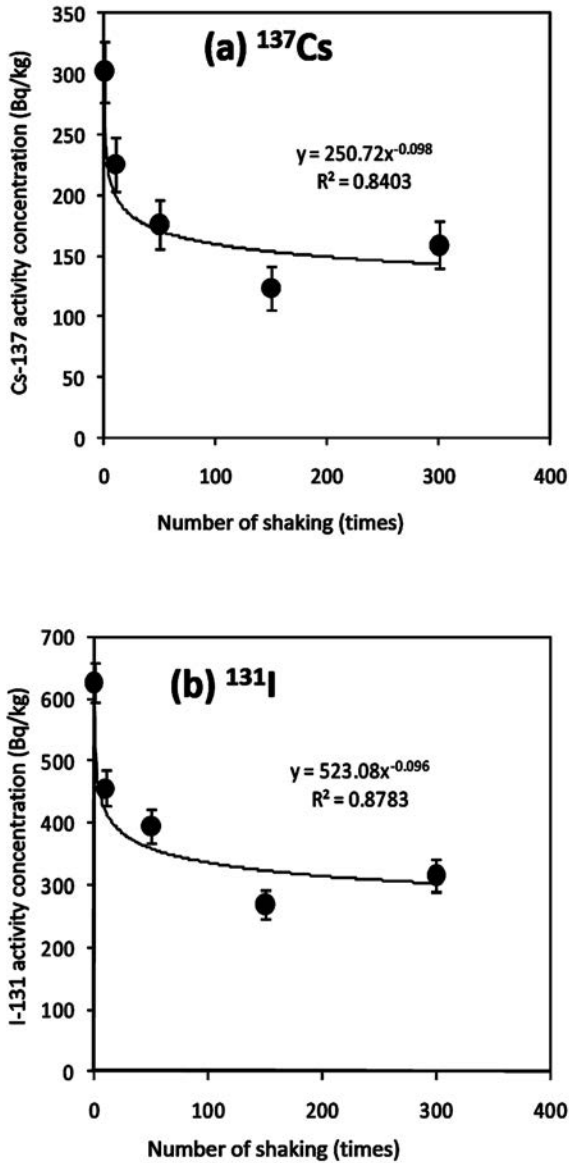 (a) ¹³⁷Cs
Cs-137 activity concentration (Bq/kg)
350
300
250
200
150
100
50
0
y = 250.72x⁻⁰·⁰⁹⁸
R² = 0.8403
0 100 200 300 400
Number of shaking (times)
(b) ¹³¹I
I-131 activity concentration (Bq/kg)
700
600
500
400
300
200
100
0
y = 523.08x⁻⁰·⁰⁹⁶
R² = 0.8783
0 100 200 300 400
Number of shaking (times)